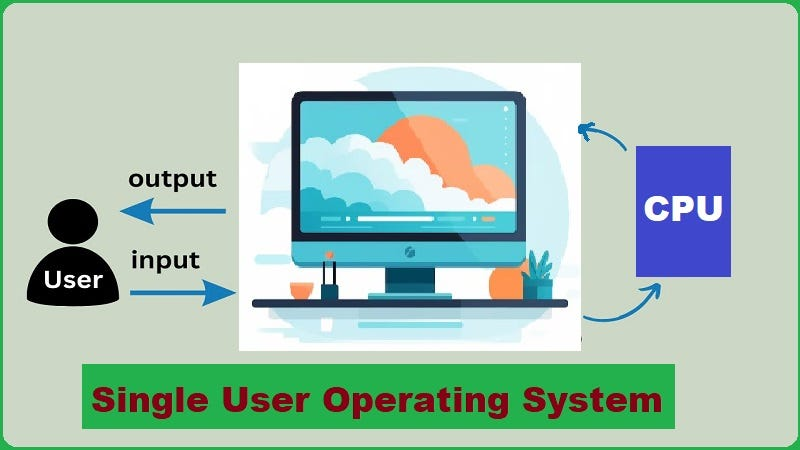 output
input
User
CPU
Single User Operating System